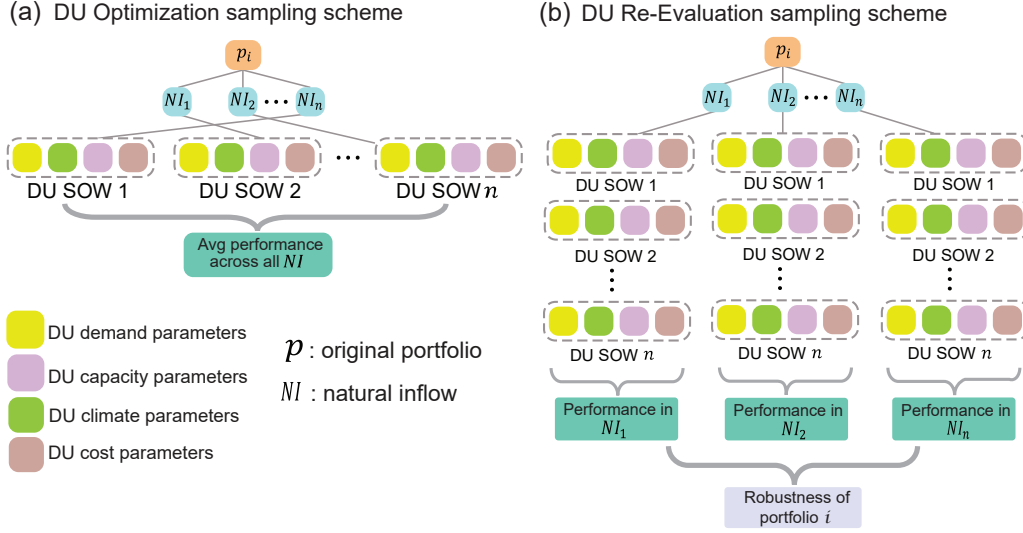 (a) DU Optimization sampling scheme
p_i
NI_1 NI_2 ••• NI_n
•••
DU SOW 1 DU SOW 2 DU SOW n
Avg performance
across all NI
DU demand parameters
DU capacity parameters
DU climate parameters
DU cost parameters
p : original portfolio
NI : natural inflow
(b) DU Re-Evaluation sampling scheme
p_i
NI_1 NI_2 ••• NI_n
DU SOW 1 DU SOW 1 DU SOW 1
DU SOW 2 DU SOW 2 DU SOW 2
DU SOW n DU SOW n DU SOW n
Performance in Performance in Performance in
NI_1 NI_2 NI_n
Robustness of
portfolio i